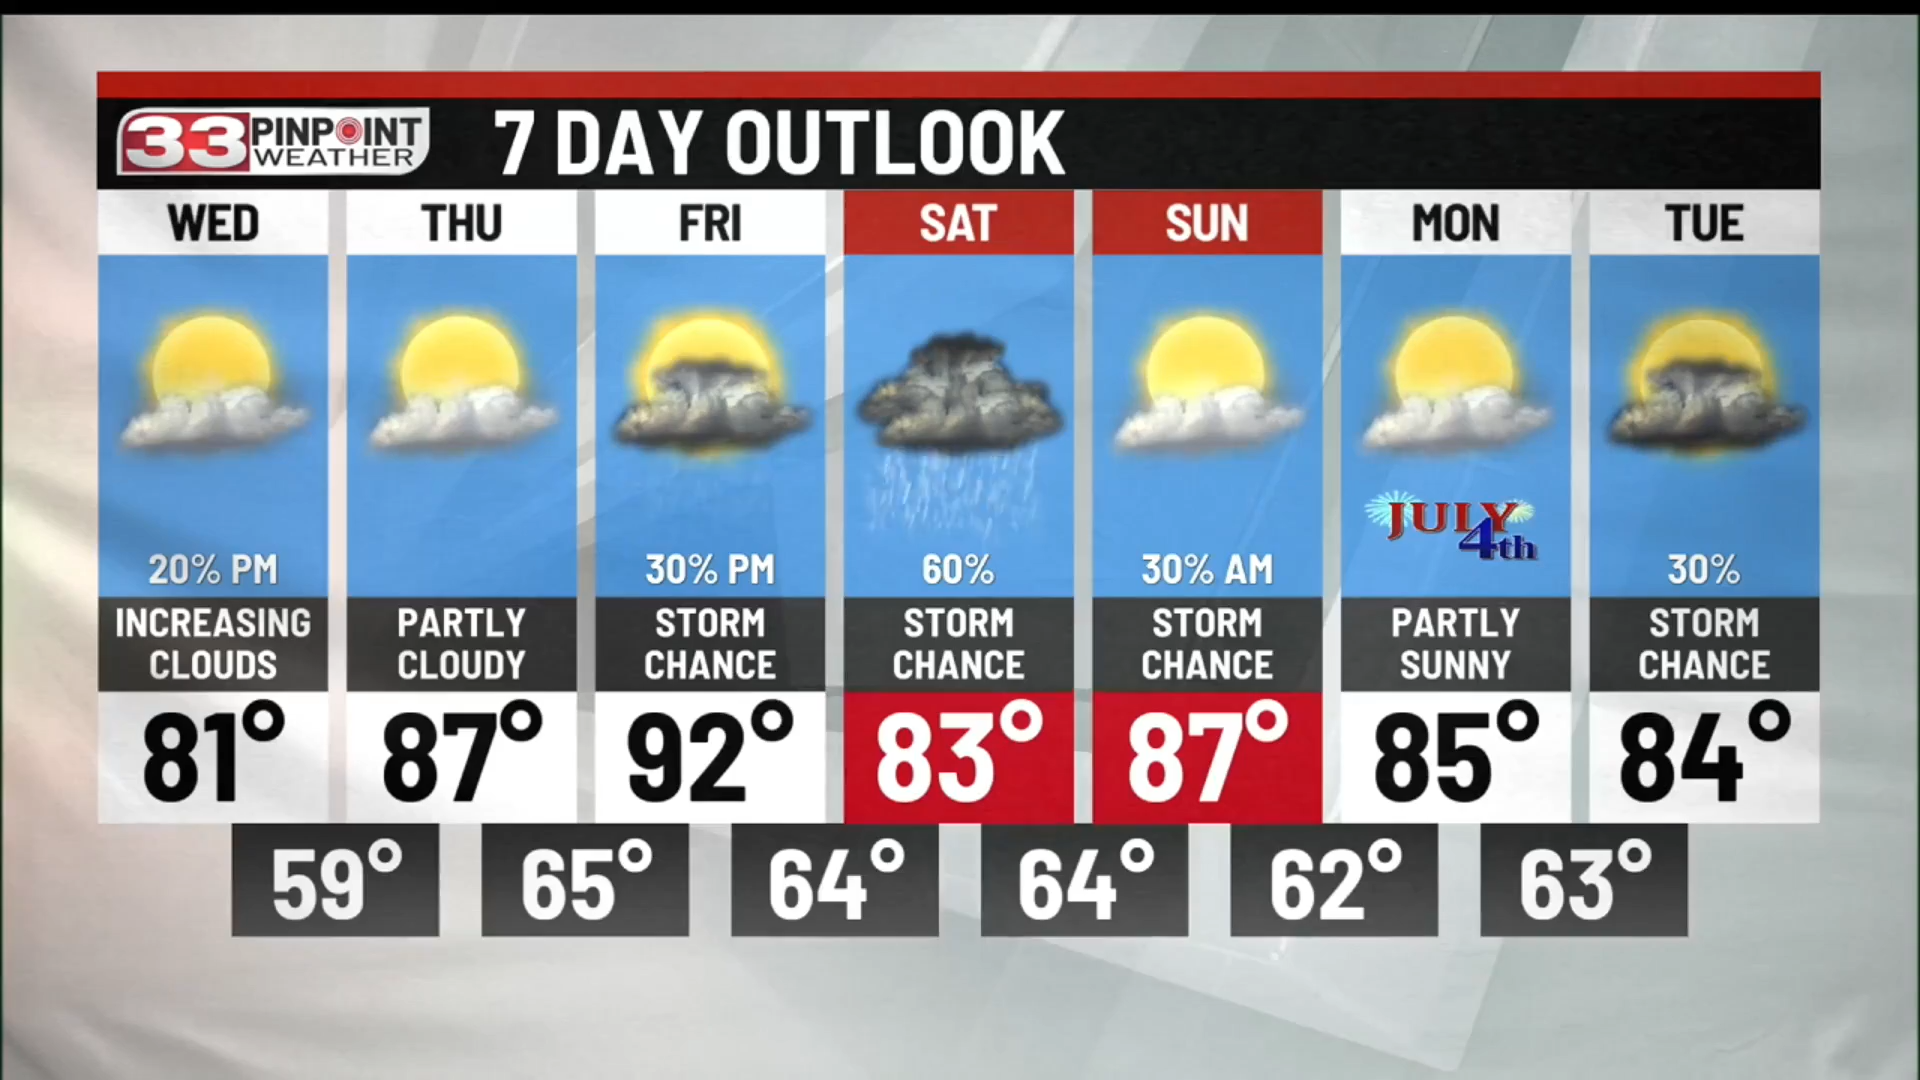 33 PINPOINT WEATHER
7 DAY OUTLOOK
WED THU FRI SAT SUN MON TUE
JULY 4th
20% PM 30% PM 60% 30% AM 30%
INCREASING PARTLY STORM STORM STORM PARTLY STORM
CLOUDS CLOUDY CHANCE CHANCE CHANCE SUNNY CHANCE
81° 87° 92° 83° 87° 85° 84°
59° 65° 64° 64° 62° 63°